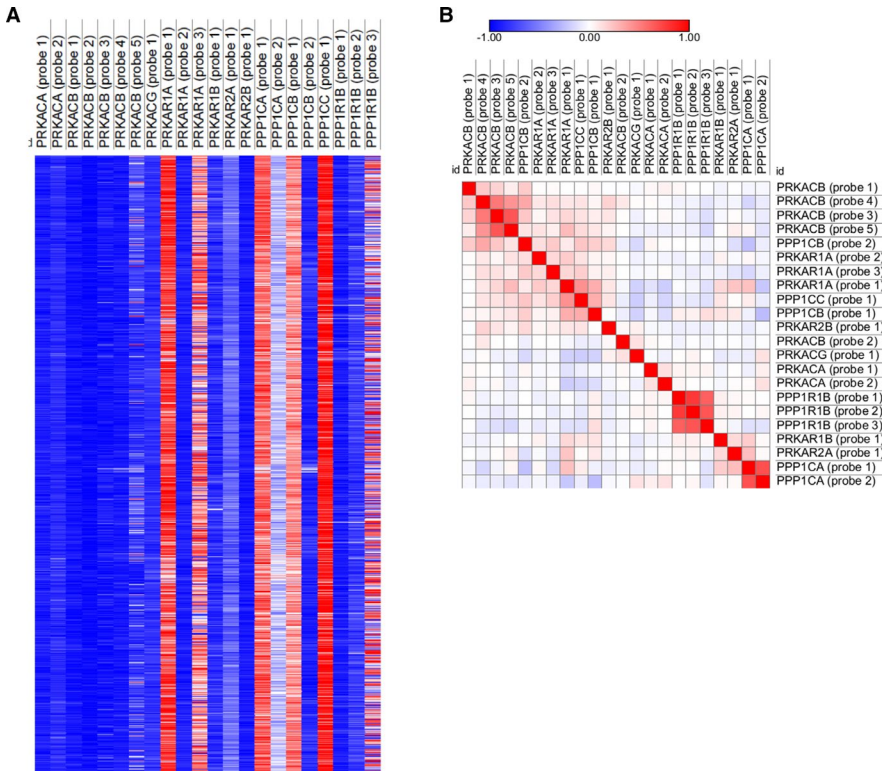 A
id
PRKACA (probe 1)
PRKACA (probe 2)
PRKACB (probe 1)
PRKACB (probe 2)
PRKACB (probe 3)
PRKACB (probe 4)
PRKACB (probe 5)
PRKACG (probe 1)
PRKAR1A (probe 1)
PRKAR1A (probe 2)
PRKAR1A (probe 3)
PRKAR1B (probe 1)
PRKAR2A (probe 1)
PRKAR2B (probe 1)
PPP1CA (probe 1)
PPP1CA (probe 2)
PPP1CB (probe 1)
PPP1CB (probe 2)
PPP1CC (probe 1)
PPP1R1B (probe 1)
PPP1R1B (probe 2)
PPP1R1B (probe 3)
B
-1.00 0.00 1.00
id
PRKACB (probe 1)
PRKACB (probe 4)
PRKACB (probe 3)
PRKACB (probe 5)
PPP1CB (probe 2)
PRKAR1A (probe 2)
PRKAR1A (probe 3)
PRKAR1A (probe 1)
PPP1CC (probe 1)
PPP1CB (probe 1)
PRKAR2B (probe 1)
PRKACB (probe 2)
PRKACG (probe 1)
PRKACA (probe 1)
PRKACA (probe 2)
PPP1R1B (probe 1)
PPP1R1B (probe 2)
PPP1R1B (probe 3)
PRKAR1B (probe 1)
PRKAR2A (probe 1)
PPP1CA (probe 1)
PPP1CA (probe 2)
id
PRKACB (probe 1)
PRKACB (probe 4)
PRKACB (probe 3)
PRKACB (probe 5)
PPP1CB (probe 2)
PRKAR1A (probe 2)
PRKAR1A (probe 3)
PRKAR1A (probe 1)
PPP1CC (probe 1)
PPP1CB (probe 1)
PRKAR2B (probe 1)
PRKACB (probe 2)
PRKACG (probe 1)
PRKACA (probe 1)
PRKACA (probe 2)
PPP1R1B (probe 1)
PPP1R1B (probe 2)
PPP1R1B (probe 3)
PRKAR1B (probe 1)
PRKAR2A (probe 1)
PPP1CA (probe 1)
PPP1CA (probe 2)